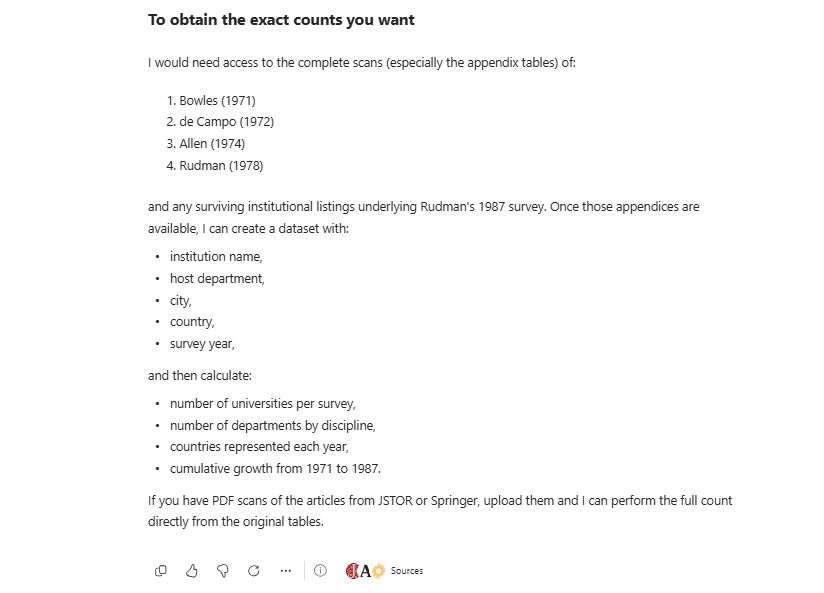 To obtain the exact counts you want
I would need access to the complete scans (especially the appendix tables) of:
1. Bowles (1971)
2. de Campo (1972)
3. Allen (1974)
4. Rudman (1978)
and any surviving institutional listings underlying Rudman's 1987 survey. Once those appendices are
available, I can create a dataset with:
• institution name,
• host department,
• city,
• country,
• survey year,
and then calculate:
• number of universities per survey,
• number of departments by discipline,
• countries represented each year,
• cumulative growth from 1971 to 1987.
If you have PDF scans of the articles from JSTOR or Springer, upload them and I can perform the full count
directly from the original tables.
A Sources